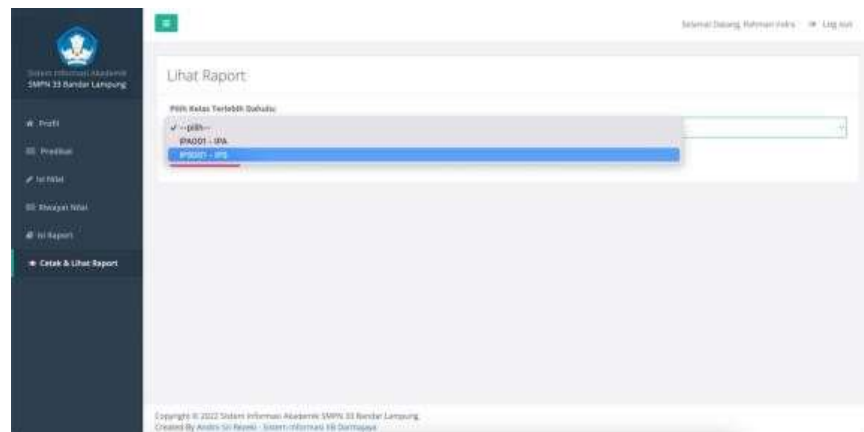 Selamat Datang, Rahman Indra Log out
Sistem Informasi Akademik
SMPN 33 Bandar Lampung
Lihat Raport
Pilih Kelas Terlebih Dahulu:
Profil
--pilih--
IPA001 - IPA
IPS001 - IPS
Predikat
Isi Nilai
Riwayat Nilai
Isi Raport
Cetak & Lihat Raport
Copyright © 2022 Sistem Informasi Akademik SMPN 33 Bandar Lampung
Created By Andini Sri Rezeki - Sistem Informasi IIB Darmajaya